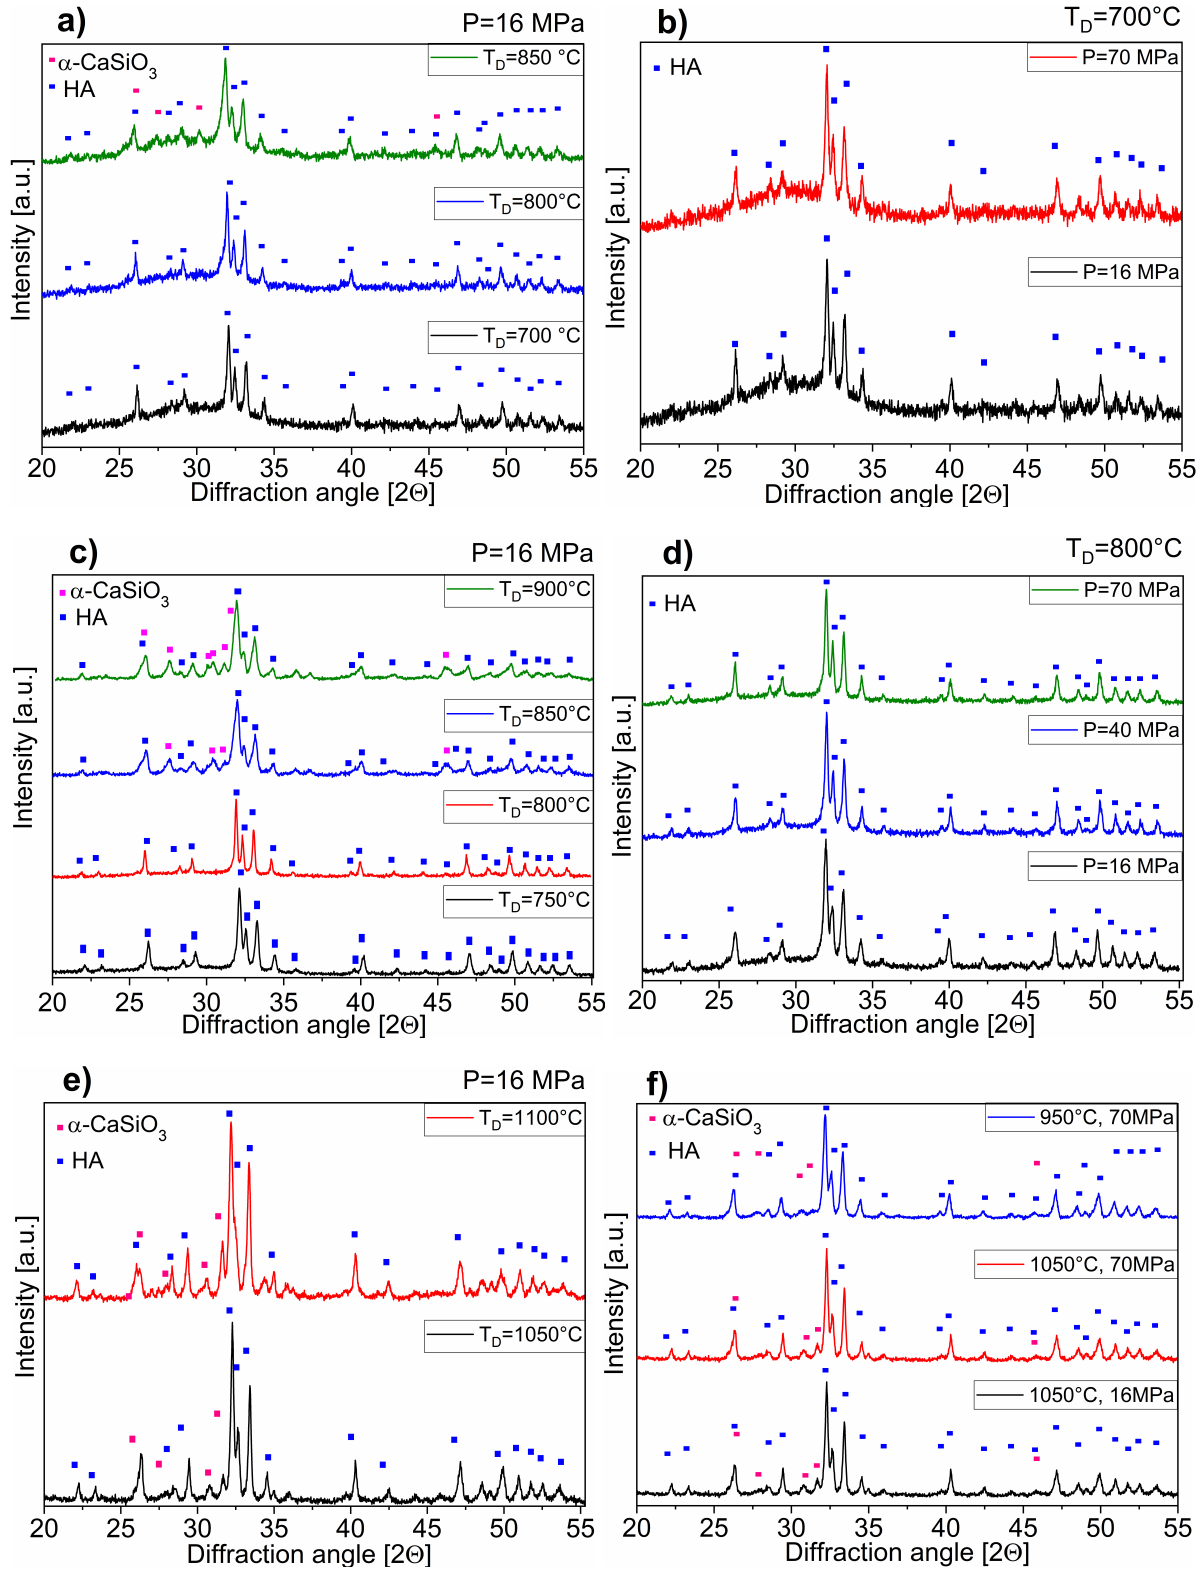 a)
P=16 MPa
α-CaSiO3
HA
TD=850 °C
TD=800°C
TD=700 °C
Intensity [a.u.]
20 25 30 35 40 45 50 55
Diffraction angle [2Θ]
b)
TD=700°C
HA
P=70 MPa
P=16 MPa
Intensity [a.u.]
20 25 30 35 40 45 50 55
Diffraction angle [2Θ]
c)
P=16 MPa
α-CaSiO3
HA
TD=900°C
TD=850°C
TD=800°C
TD=750°C
Intensity [a.u.]
20 25 30 35 40 45 50 55
Diffraction angle [2Θ]
d)
TD=800°C
HA
P=70 MPa
P=40 MPa
P=16 MPa
Intensity [a.u.]
20 25 30 35 40 45 50 55
Diffraction angle [2Θ]
e)
P=16 MPa
α-CaSiO3
HA
TD=1100°C
TD=1050°C
Intensity [a.u.]
20 25 30 35 40 45 50 55
Diffraction angle [2Θ]
f)
α-CaSiO3
HA
950°C, 70MPa
1050°C, 70MPa
1050°C, 16MPa
Intensity [a.u.]
20 25 30 35 40 45 50 55
Diffraction angle [2Θ]